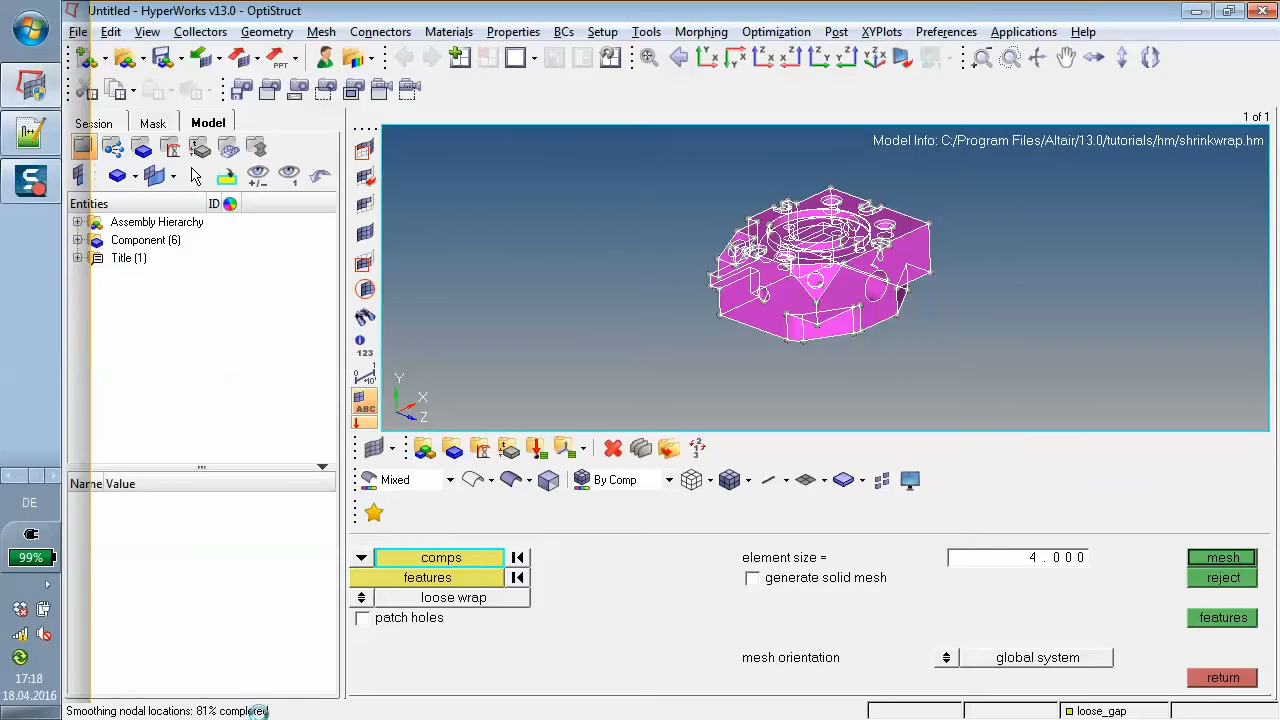 Untitled - HyperWorks v13.0 - OptiStruct
File Edit View Collectors Geometry Mesh Connectors Materials Properties BCs Setup Tools Morphing Optimization Post XYPlots Preferences Applications Help
PPT
Session Mask Model
1 of 1
Model Info: C:/Program Files/Altair/13.0/tutorials/hm/shrinkwrap.hm
Entities ID
Assembly Hierarchy
Component (6)
Title (1)
123
ABC
Y
X
Z
Name Value
Mixed
By Comp
comps
features
loose wrap
patch holes
element size = 4.000
generate solid mesh
mesh orientation global system
mesh
reject
features
return
DE
99%
17:18
18.04.2016
Smoothing nodal locations: 81% completed
loose_gap